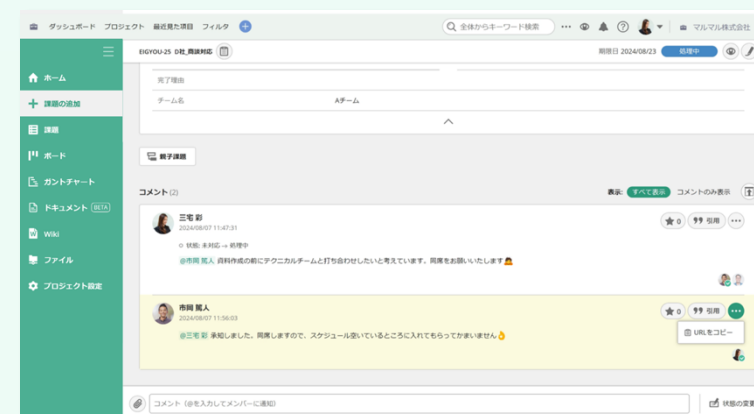 ダッシュボード プロジェクト 最近見た項目 フィルタ
全体からキーワード検索
マルマル株式会社
EIGYOU-25 D社_商談対応
期限日 2024/08/23 処理中
ホーム
課題の追加
課題
ボード
ガントチャート
ドキュメント BETA
Wiki
ファイル
プロジェクト設定
完了理由
チーム名 Aチーム
親子課題
コメント (2)
表示: すべて表示 コメントのみ表示
三宅 彩
2024/08/07 11:47:31
0 引用
状態: 未対応 → 処理中
@市岡 篤人 資料作成の前にテクニカルチームと打ち合わせしたいと考えています。同席をお願いいたします🙇
市岡 篤人
2024/08/07 11:56:03
0 引用
URLをコピー
@三宅 彩 承知しました。同席しますので、スケジュール空いているところに入れてもらってかまいません👌
コメント (@を入力してメンバーに通知)
状態の変更